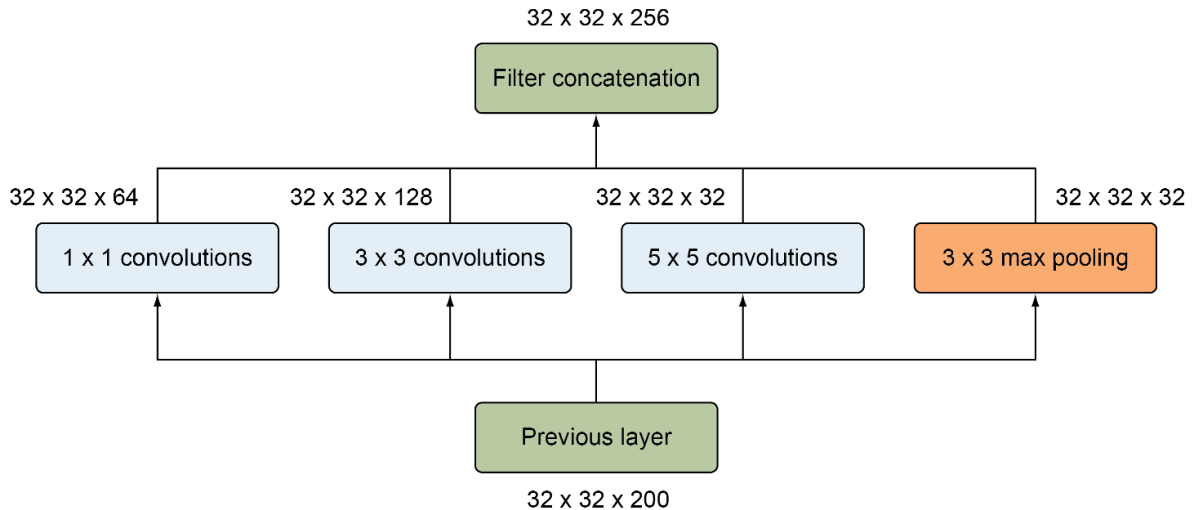 32 x 32 x 256
Filter concatenation
32 x 32 x 64
32 x 32 x 128
32 x 32 x 32
32 x 32 x 32
1 x 1 convolutions
3 x 3 convolutions
5 x 5 convolutions
3 x 3 max pooling
Previous layer
32 x 32 x 200